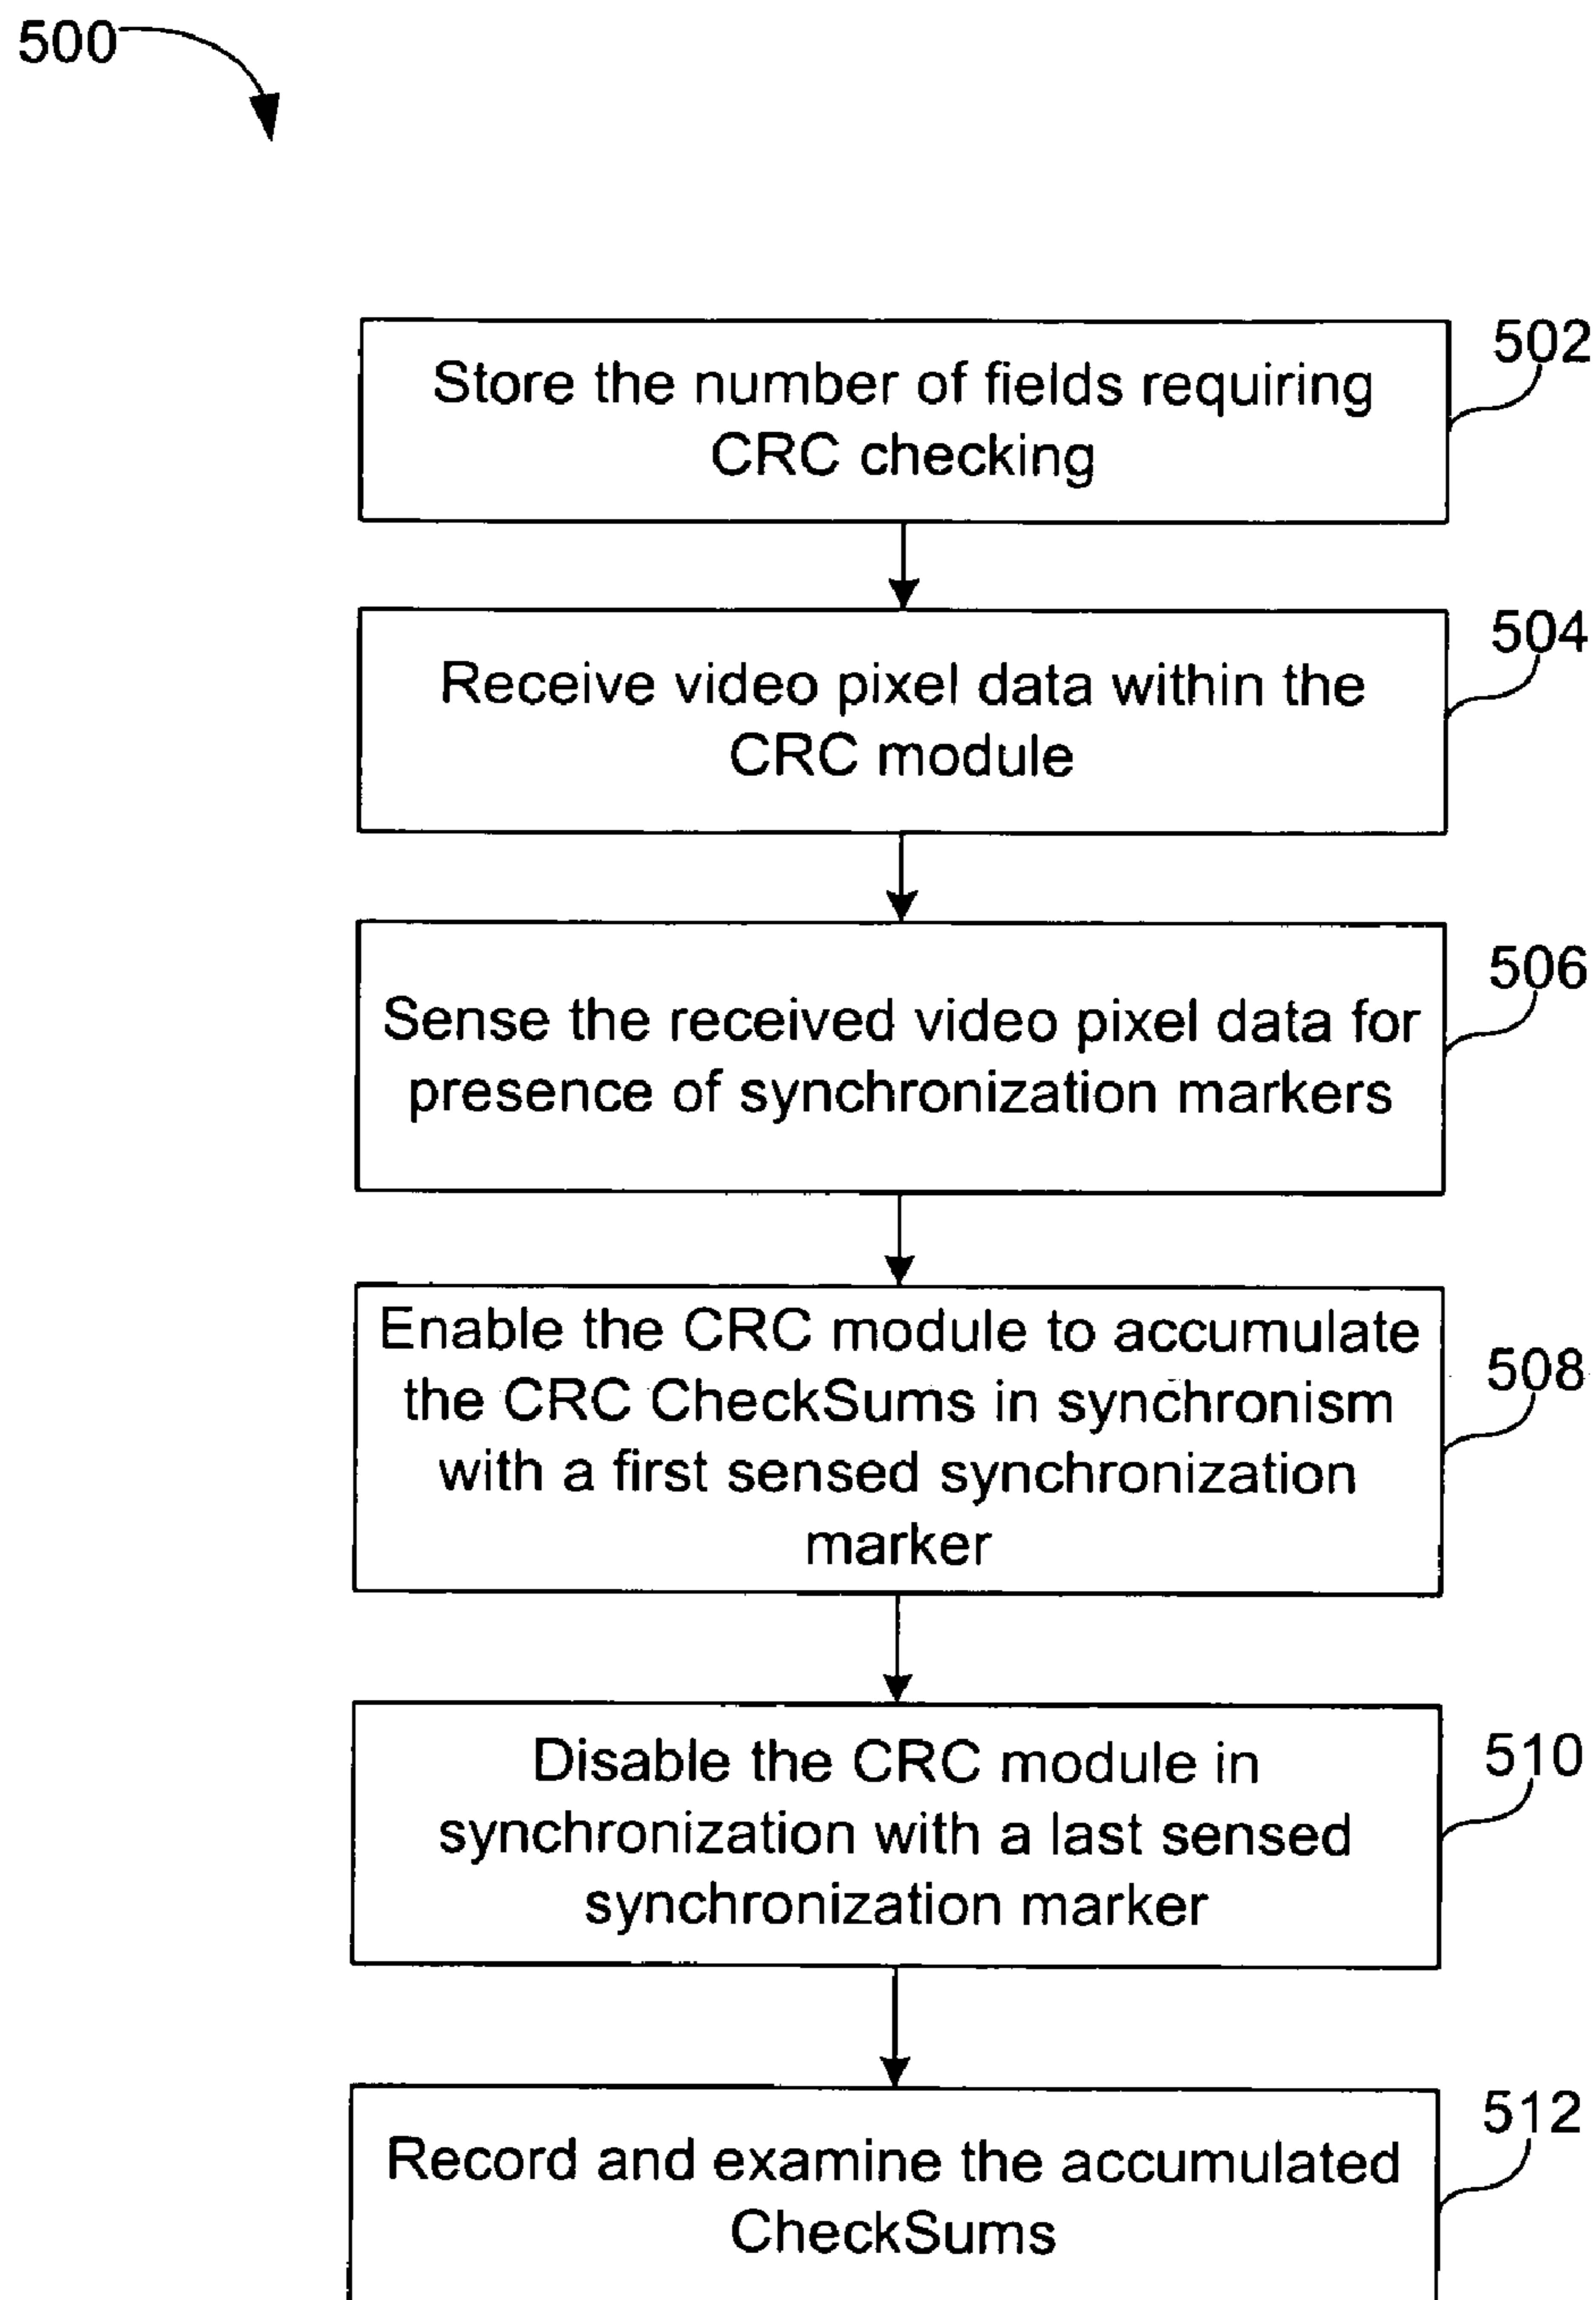 500
502
Store the number of fields requiring
CRC checking
504
Receive video pixel data within the
CRC module
506
Sense the received video pixel data for
presence of synchronization markers
508
Enable the CRC module to accumulate
the CRC CheckSums in synchronism
with a first sensed synchronization
marker
510
Disable the CRC module in
synchronization with a last sensed
synchronization marker
512
Record and examine the accumulated
CheckSums